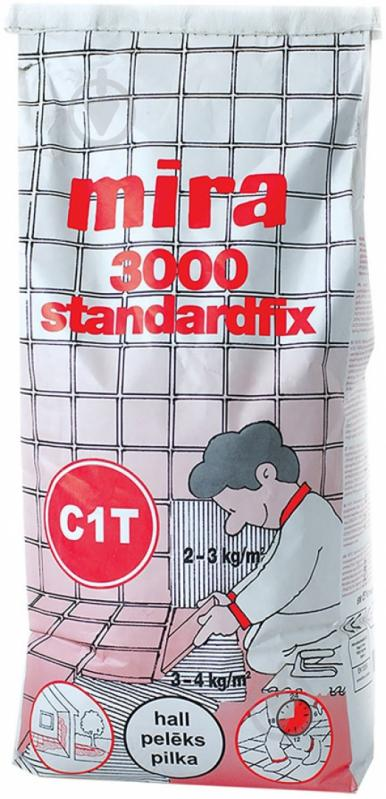 mira
3000
standardfix
C1T
2-3 kg/m²
3-4 kg/m²
hall
pelēks
pilka